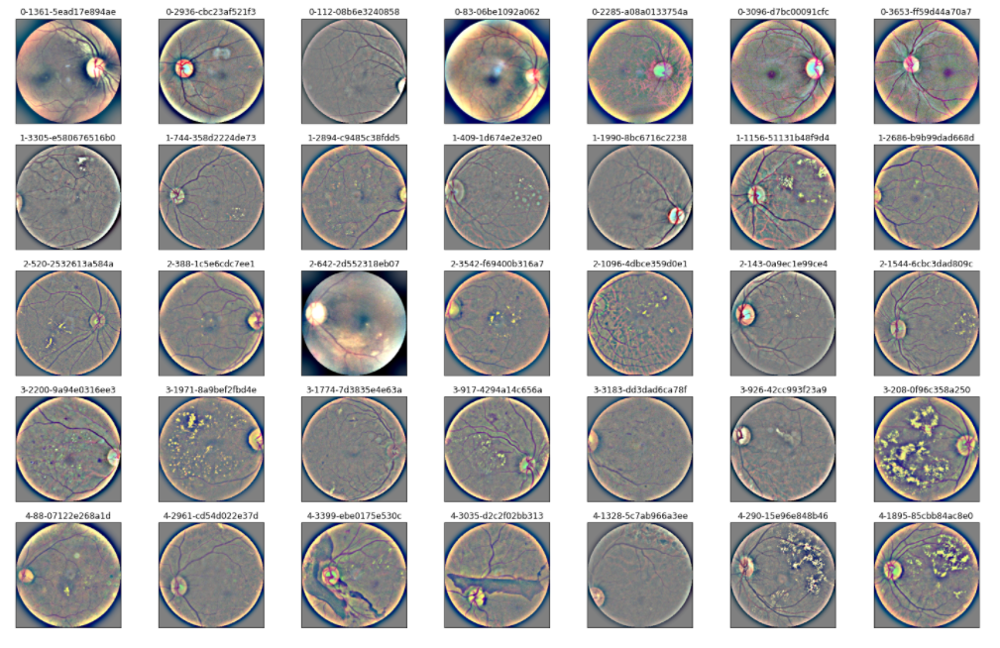 0-1361-5ead17e894ae 0-2936-cbc23af521f3 0-112-08b6e3240858 0-83-06be1092a062 0-2285-a08a0133754a 0-3096-d7bc00091cfc 0-3653-ff59d44a70a7
1-3305-e580676516b0 1-744-358d2224de73 1-2894-c9485c38fdd5 1-409-1d674e2e32e0 1-1990-8bc6716c2238 1-1156-51131b48f9d4 1-2686-b9b99dad668d
2-520-2532613a584a 2-388-1c5e6cdc7ee1 2-642-2d552318eb07 2-3542-f69400b316a7 2-1096-4dbce359d0e1 2-143-0a9ec1e99ce4 2-1544-6cbc3dad809c
3-2200-9a94e0316ee3 3-1971-8a9bef2fbd4e 3-1774-7d3835e4e63a 3-917-4294a14c656a 3-3183-dd3dad6ca78f 3-926-42cc993f23a9 3-208-0f96c358a250
4-88-07122e268a1d 4-2961-cd54d022e37d 4-3399-ebe0175e530c 4-3035-d2c2f02bb313 4-1328-5c7ab966a3ee 4-290-15e96e848b46 4-1895-85cbb84ac8e0